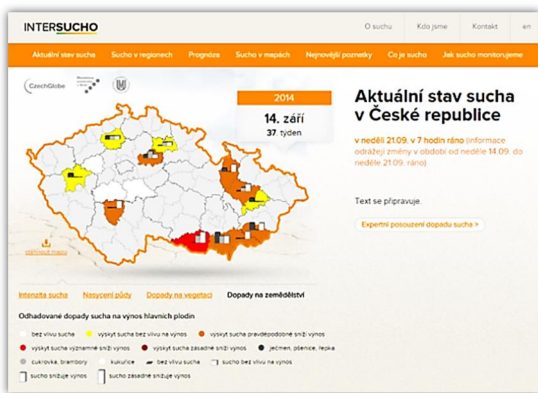 INTERSUCHO
O suchu Kdo jsme Kontakt en
Aktuální stav sucha Sucho v regionech Prognóza Sucho v mapách Nejnovější poznatky Co je sucho Jak sucho monitorujeme
CzechGlobe
2014
14. září
37. týden
Aktuální stav sucha
v České republice
v neděli 21.09. v 7 hodin ráno (informace
odrážejí změny v období od neděle 14.09. do
neděle 21.09. ráno)
Text se připravuje.
Expertní posouzení dopadu sucha >
stáhnout mapu
Intenzita sucha Nasycení půdy Dopady na vegetaci Dopady na zemědělství
Odhadované dopady sucha na výnos hlavních plodin
bez vlivu sucha výskyt sucha bez vlivu na výnos výskyt sucha pravděpodobně sníží výnos
výskyt sucha významně sníží výnos výskyt sucha zásadně sníží výnos ječmen, pšenice, řepka
cukrovka, brambory kukuřice bez vlivu sucha sucho bez vlivu na výnos
sucho snižuje výnos sucho zásadně snižuje výnos